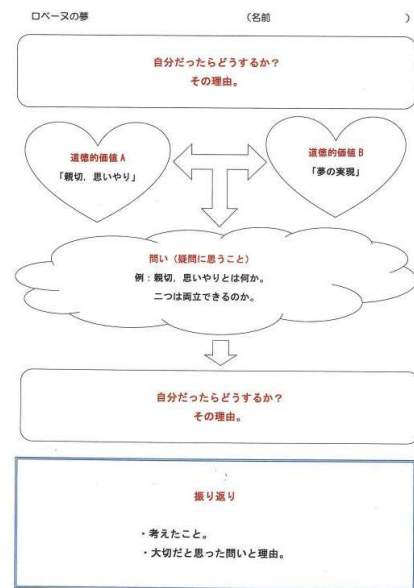 ロベーヌの夢 (名前 )
自分だったらどうするか?
その理由。
道徳的価値A
「親切,思いやり」
道徳的価値B
「夢の実現」
問い(疑問に思うこと)
例:親切,思いやりとは何か。
二つは両立できるのか。
自分だったらどうするか?
その理由。
振り返り
・考えたこと。
・大切だと思った問いと理由。